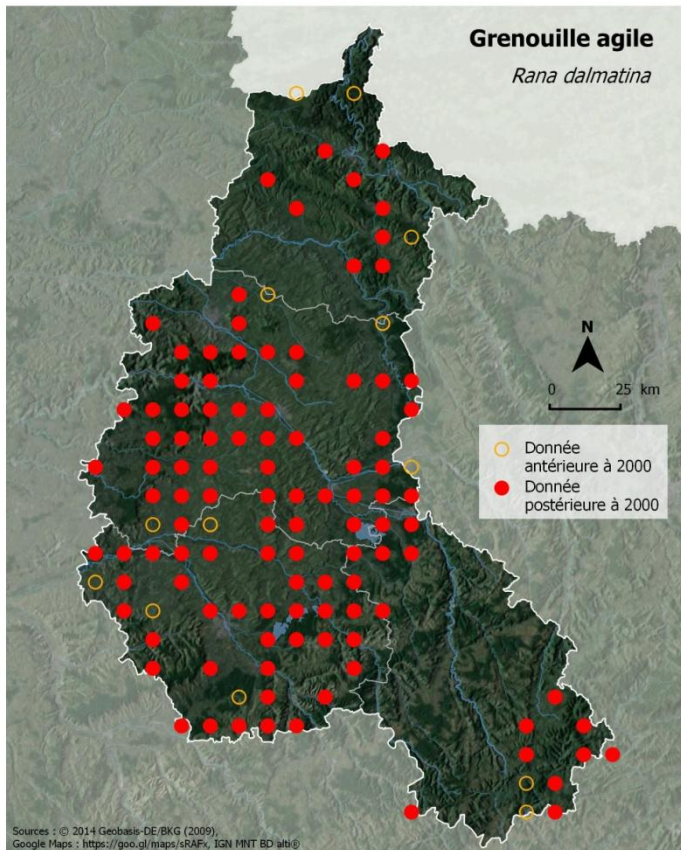 Grenouille agile
Rana dalmatina
N
0 25 km
Donnée
antérieure à 2000
Donnée
postérieure à 2000
Sources : © 2014 Geobasis-DE/BKG (2009),
Google Maps : https://goo.gl/maps/sRAFx, IGN MNT BD alti®